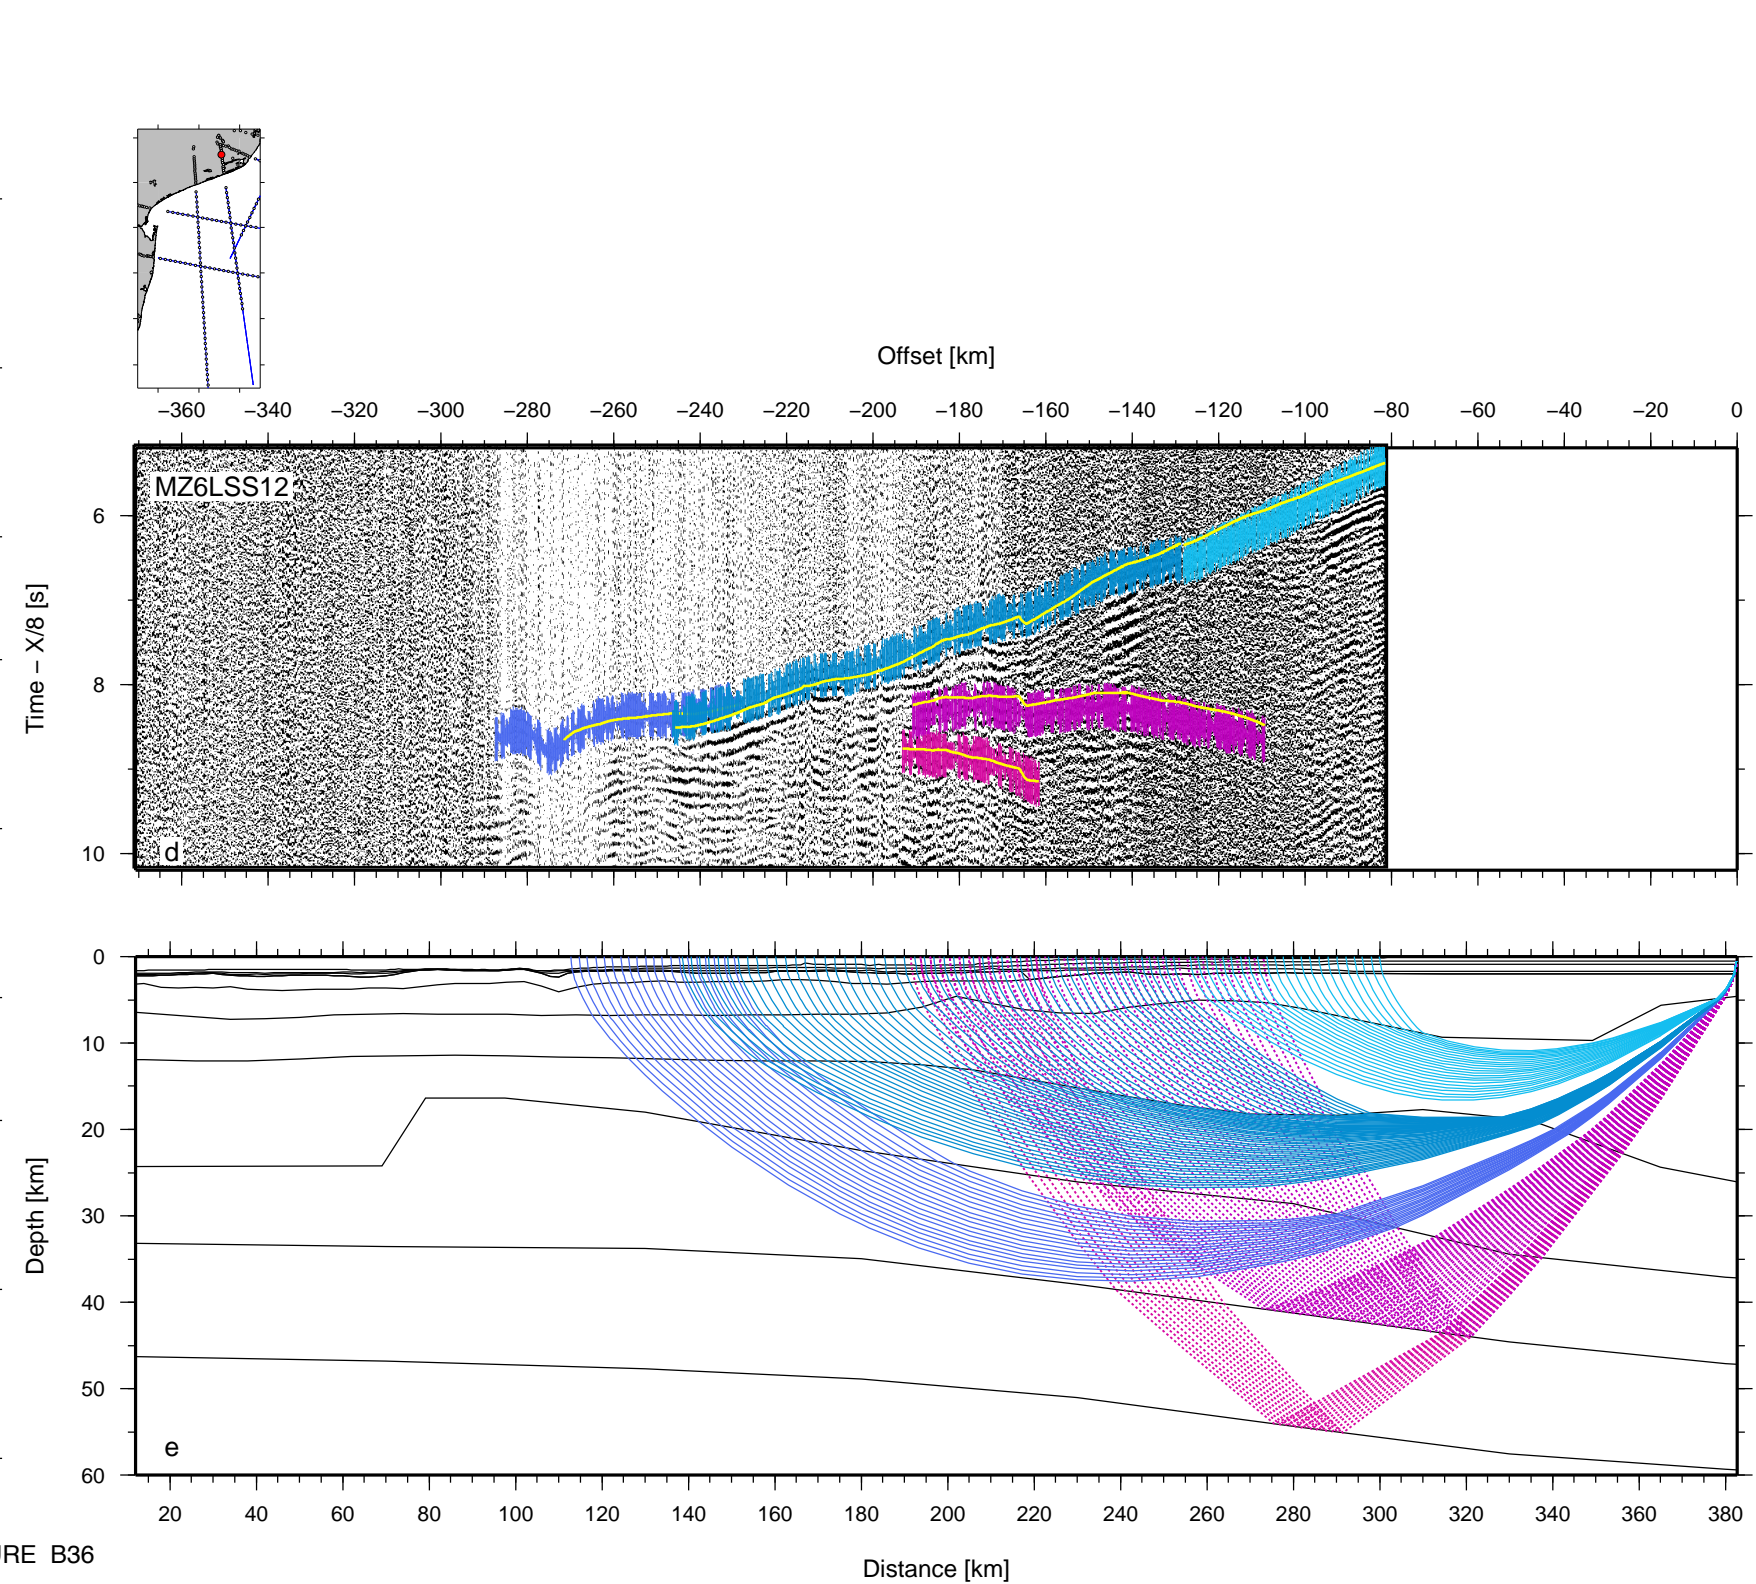 Offset [km]
−360 −340 −320 −300 −280 −260 −240 −220 −200 −180 −160 −140 −120 −100 −80 −60 −40 −20 0
MZ6LSS12
6
8
10
Time − X/8 [s]
d
0
10
20
30
40
50
60
Depth [km]
e
20 40 60 80 100 120 140 160 180 200 220 240 260 280 300 320 340 360 380
Distance [km]
URE B36